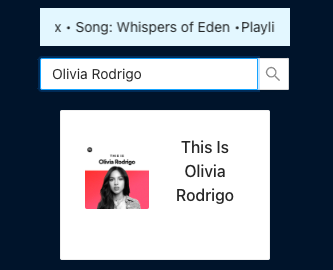 x • Song: Whispers of Eden •Playli
Olivia Rodrigo
THIS IS
Olivia Rodrigo
This Is
Olivia
Rodrigo